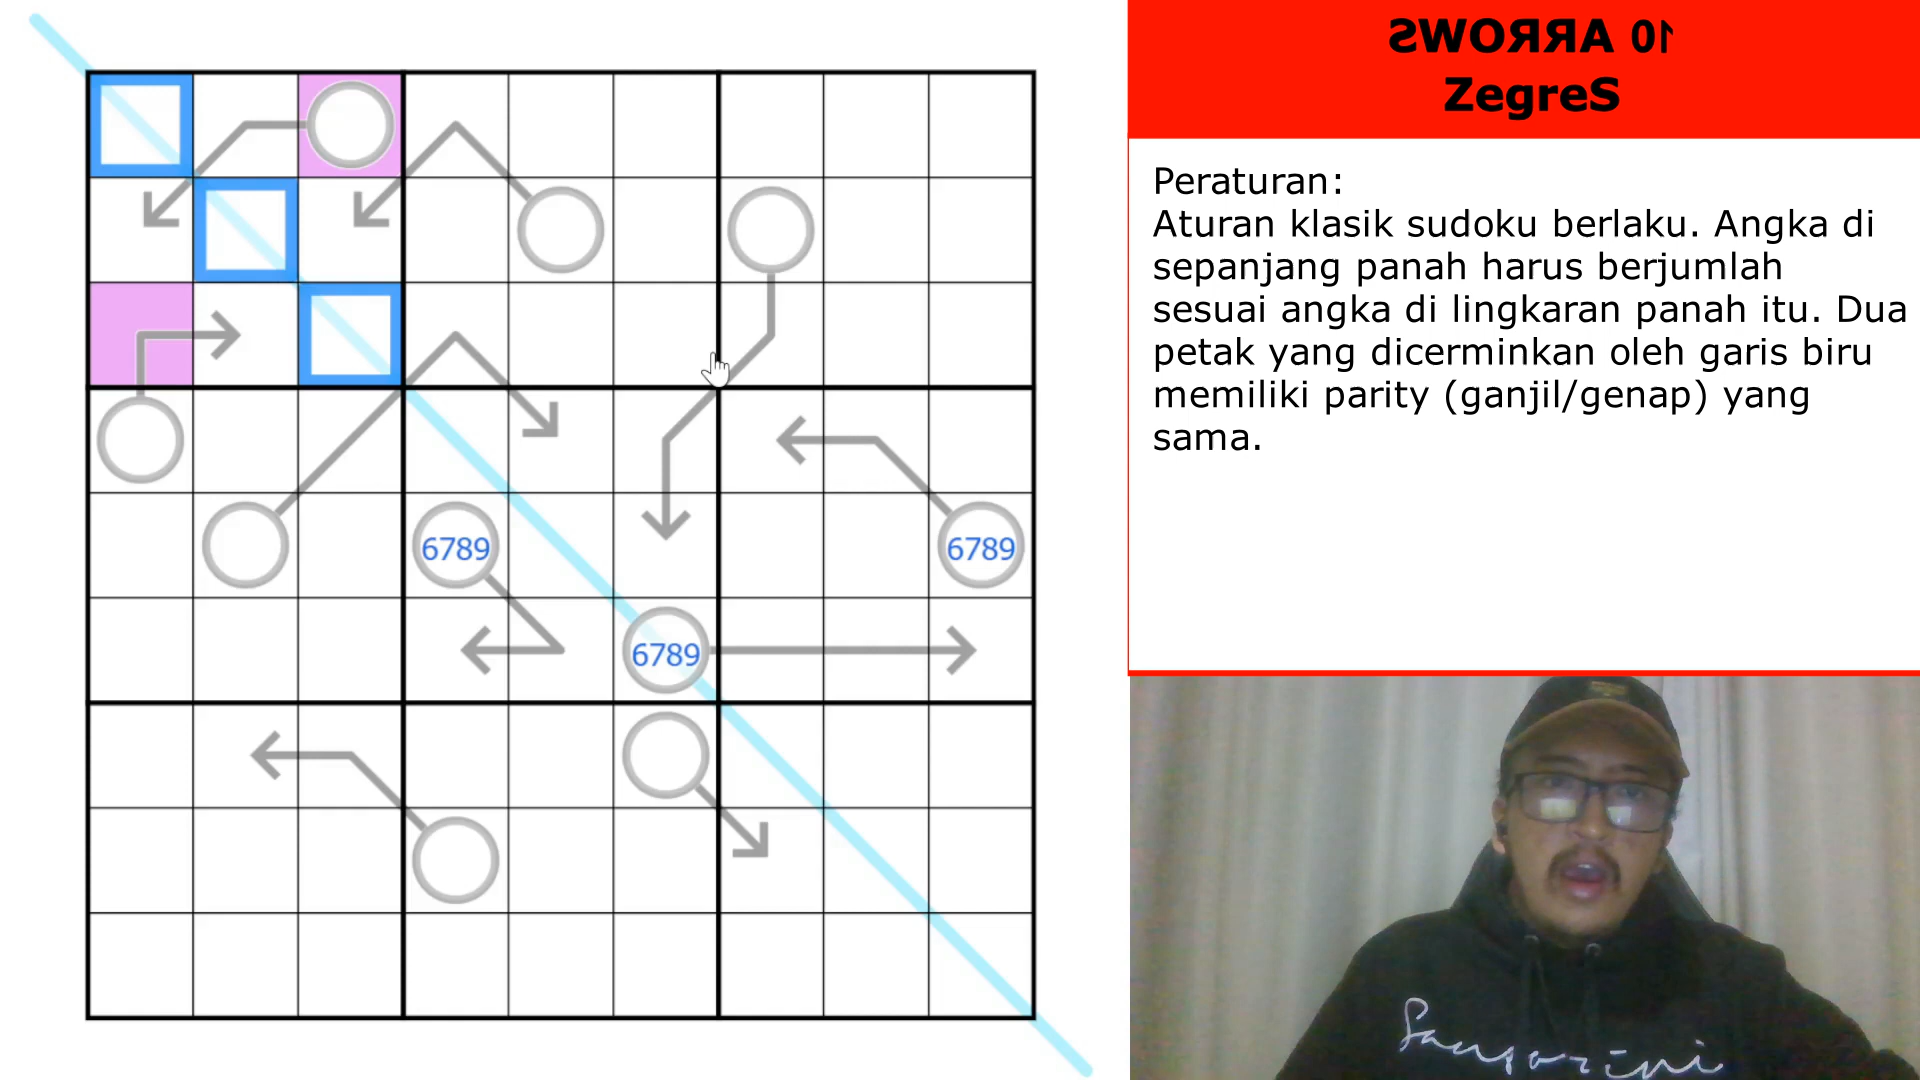 10 ARROWS
ZegreS
Peraturan:
Aturan klasik sudoku berlaku. Angka di
sepanjang panah harus berjumlah
sesuai angka di lingkaran panah itu. Dua
petak yang dicerminkan oleh garis biru
memiliki parity (ganjil/genap) yang
sama.
6789
6789
6789
Santorini